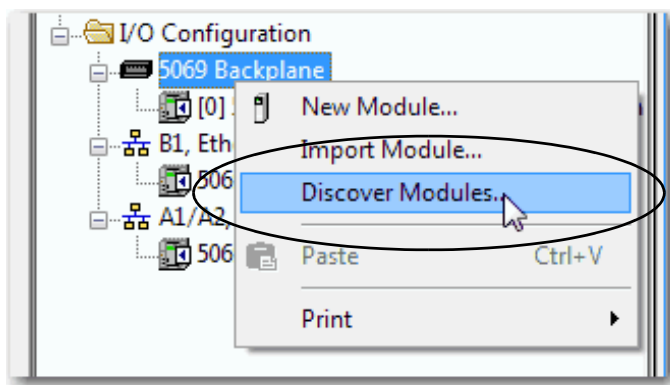 I/O Configuration
5069 Backplane
[0]
New Module...
B1, Eth
Import Module...
506
Discover Modules...
A1/A2,
506
Paste Ctrl+V
Print